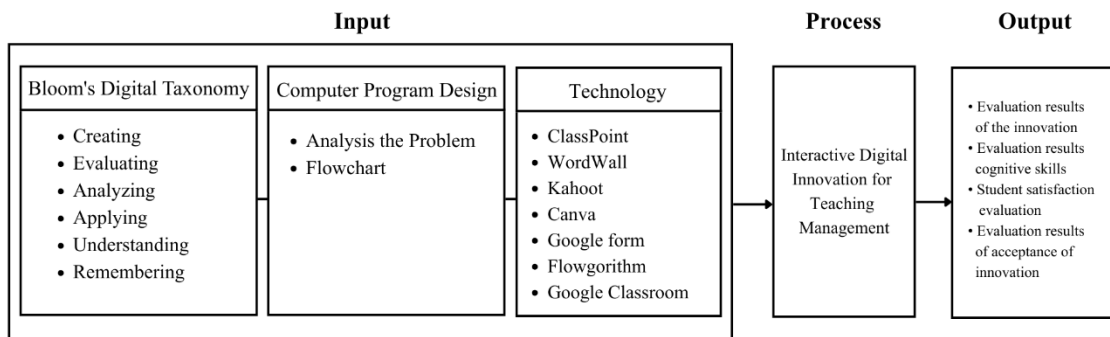 Input
Process
Output
Bloom's Digital Taxonomy
• Creating
• Evaluating
• Analyzing
• Applying
• Understanding
• Remembering
Computer Program Design
• Analysis the Problem
• Flowchart
Technology
• ClassPoint
• WordWall
• Kahoot
• Canva
• Google form
• Flowgorithm
• Google Classroom
Interactive Digital
Innovation for
Teaching
Management
• Evaluation results
of the innovation
• Evaluation results
cognitive skills
• Student satisfaction
evaluation
• Evaluation results
of acceptance of
innovation